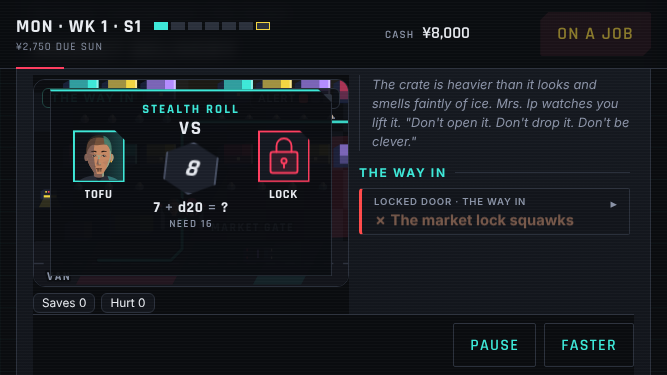 MON · WK 1 · S1
¥2,750 DUE SUN
CASH ¥8,000
ON A JOB
STEALTH ROLL
VS
8
TOFU
LOCK
7 + d20 = ?
NEED 16
VAN
Saves 0
Hurt 0
The crate is heavier than it looks and
smells faintly of ice. Mrs. Ip watches you
lift it. "Don't open it. Don't drop it. Don't be
clever."
THE WAY IN
LOCKED DOOR · THE WAY IN
× The market lock squawks
PAUSE
FASTER